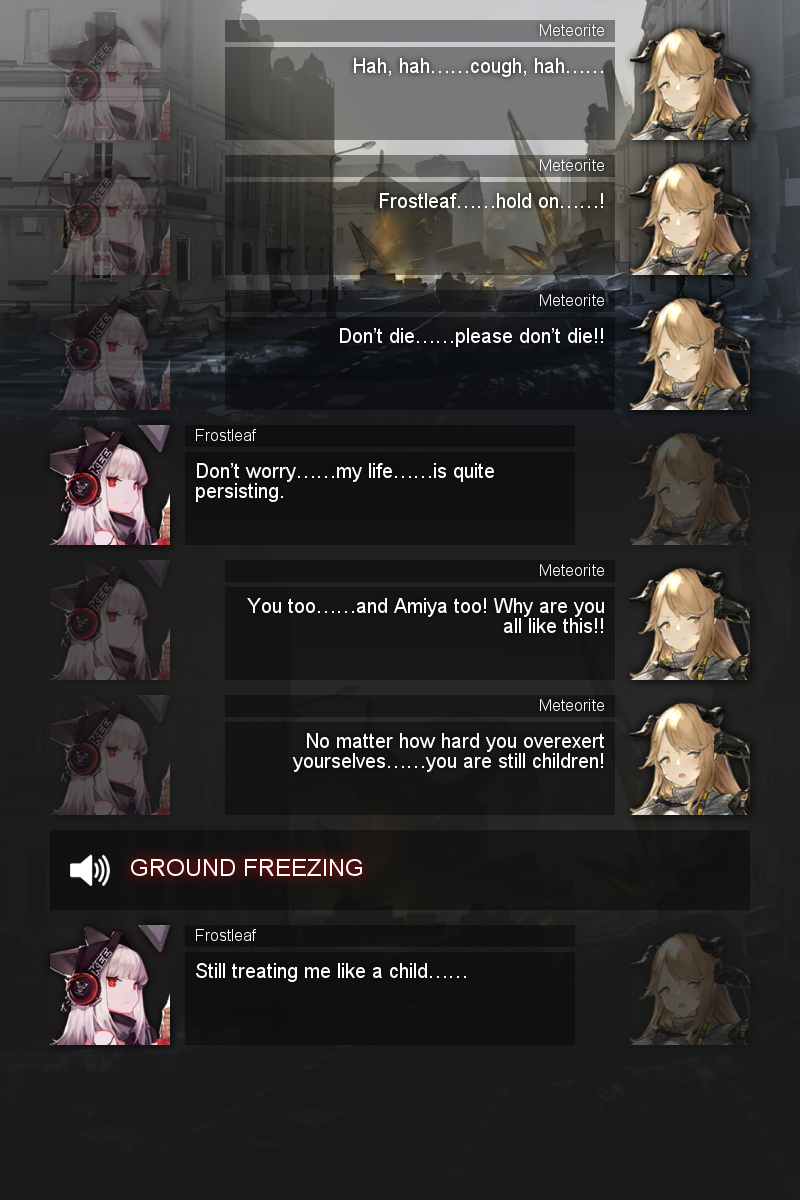 Meteorite
Hah, hah……cough, hah……
Meteorite
Frostleaf……hold on……!
Meteorite
Don't die……please don't die!!
Frostleaf
Don't worry……my life……is quite
persisting.
Meteorite
You too……and Amiya too! Why are you
all like this!!
Meteorite
No matter how hard you overexert
yourselves……you are still children!
GROUND FREEZING
Frostleaf
Still treating me like a child……